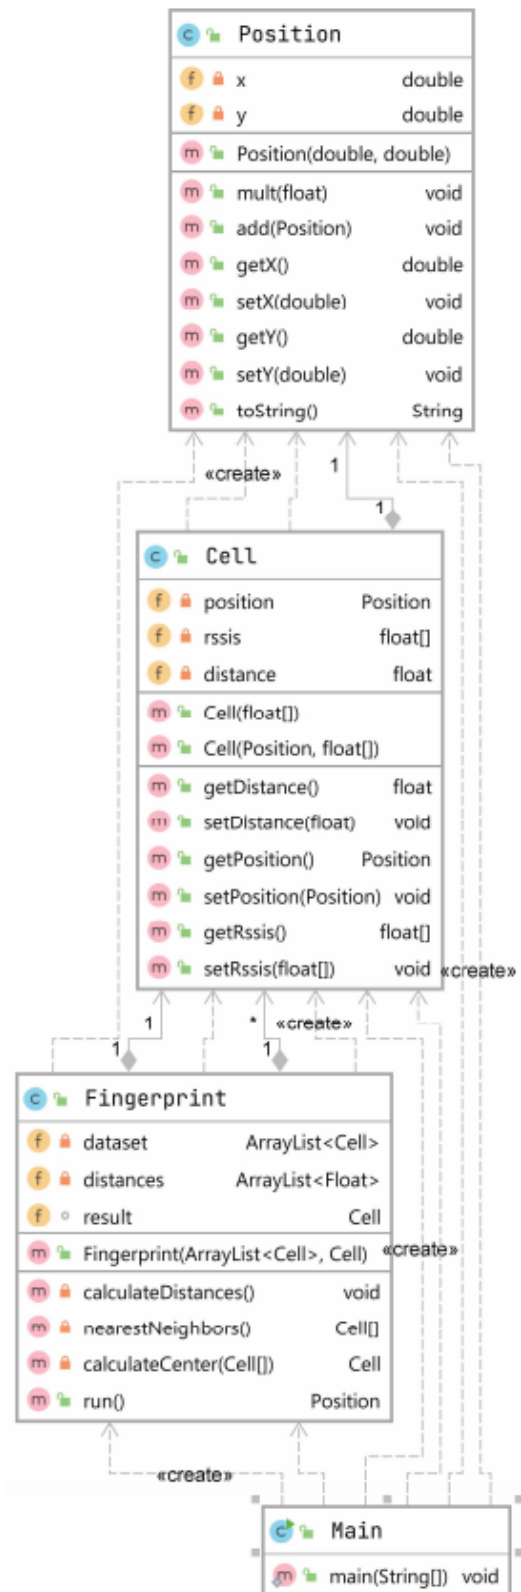 c Position
f x double
f y double
m Position(double, double)
m mult(float) void
m add(Position) void
m getX() double
m setX(double) void
m getY() double
m setY(double) void
m toString() String
«create»
1
1
c Cell
f position Position
f rssis float[]
f distance float
m Cell(float[])
m Cell(Position, float[])
m getDistance() float
m setDistance(float) void
m getPosition() Position
m setPosition(Position) void
m getRssis() float[]
m setRssis(float[]) void
«create»
1 * «create»
1 1
c Fingerprint
f dataset ArrayList<Cell>
f distances ArrayList<Float>
f result Cell
m Fingerprint(ArrayList<Cell>, Cell)
«create»
m calculateDistances() void
m nearestNeighbors() Cell[]
m calculateCenter(Cell[]) Cell
m run() Position
«create»
c Main
m main(String[]) void